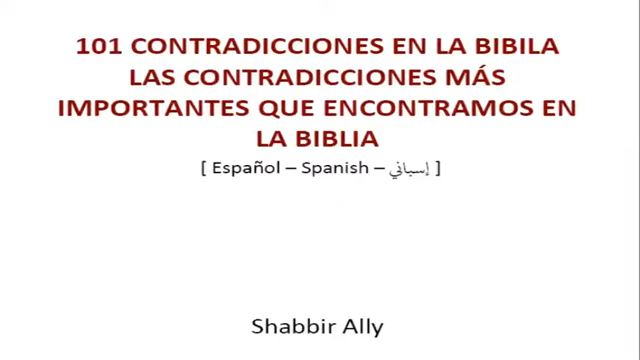 101 CONTRADICCIONES EN LA BIBILA
LAS CONTRADICCIONES MÁS
IMPORTANTES QUE ENCONTRAMOS EN
LA BIBLIA
[ Español – Spanish – إسباني ]
Shabbir Ally